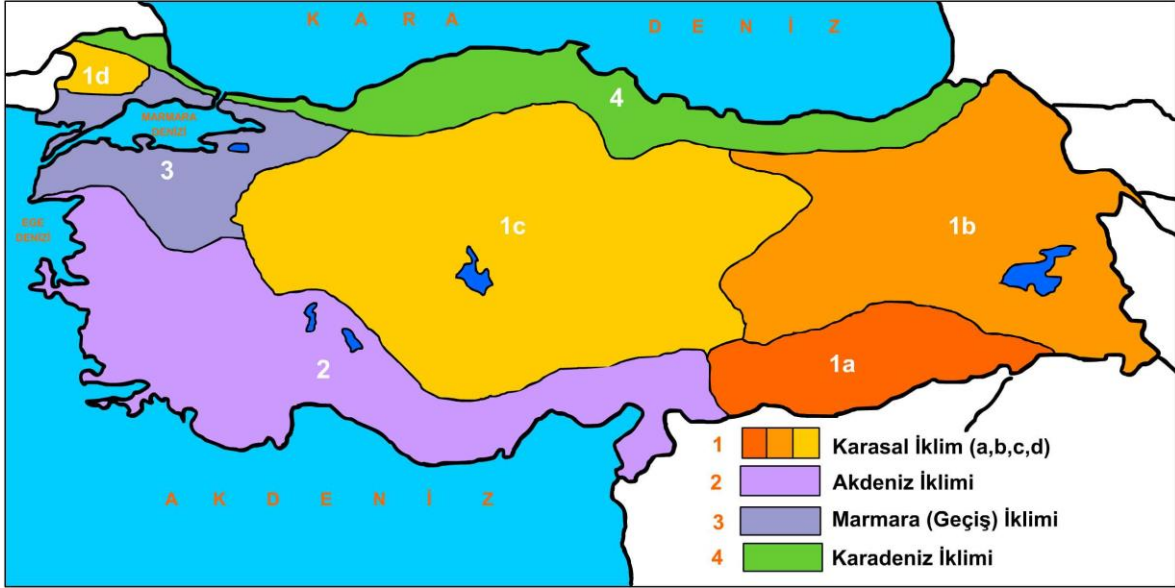 K A R A D E N İ Z
1d
4
MARMARA
DENİZİ
3
EGE
DENİZİ
1c
1b
2
1a
A K D E N İ Z
1 Karasal İklim (a,b,c,d)
2 Akdeniz İklimi
3 Marmara (Geçiş) İklimi
4 Karadeniz İklimi